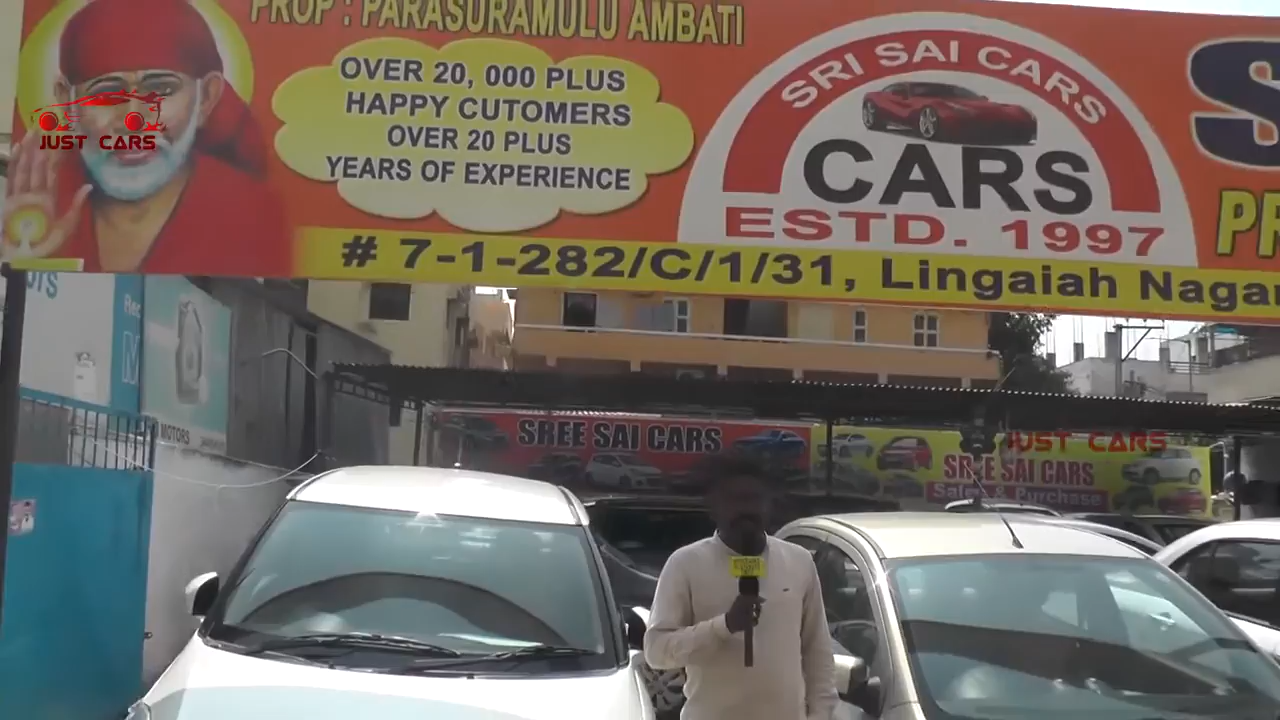 PROP : PARASURAMULU AMBATI
OVER 20, 000 PLUS
HAPPY CUTOMERS
OVER 20 PLUS
YEARS OF EXPERIENCE
SRI SAI CARS
CARS
ESTD. 1997
# 7-1-282/C/1/31, Lingaiah Nagar
JUST CARS
MOTORS
SREE SAI CARS
JUST CARS
SREE SAI CARS
Sales & Purchase